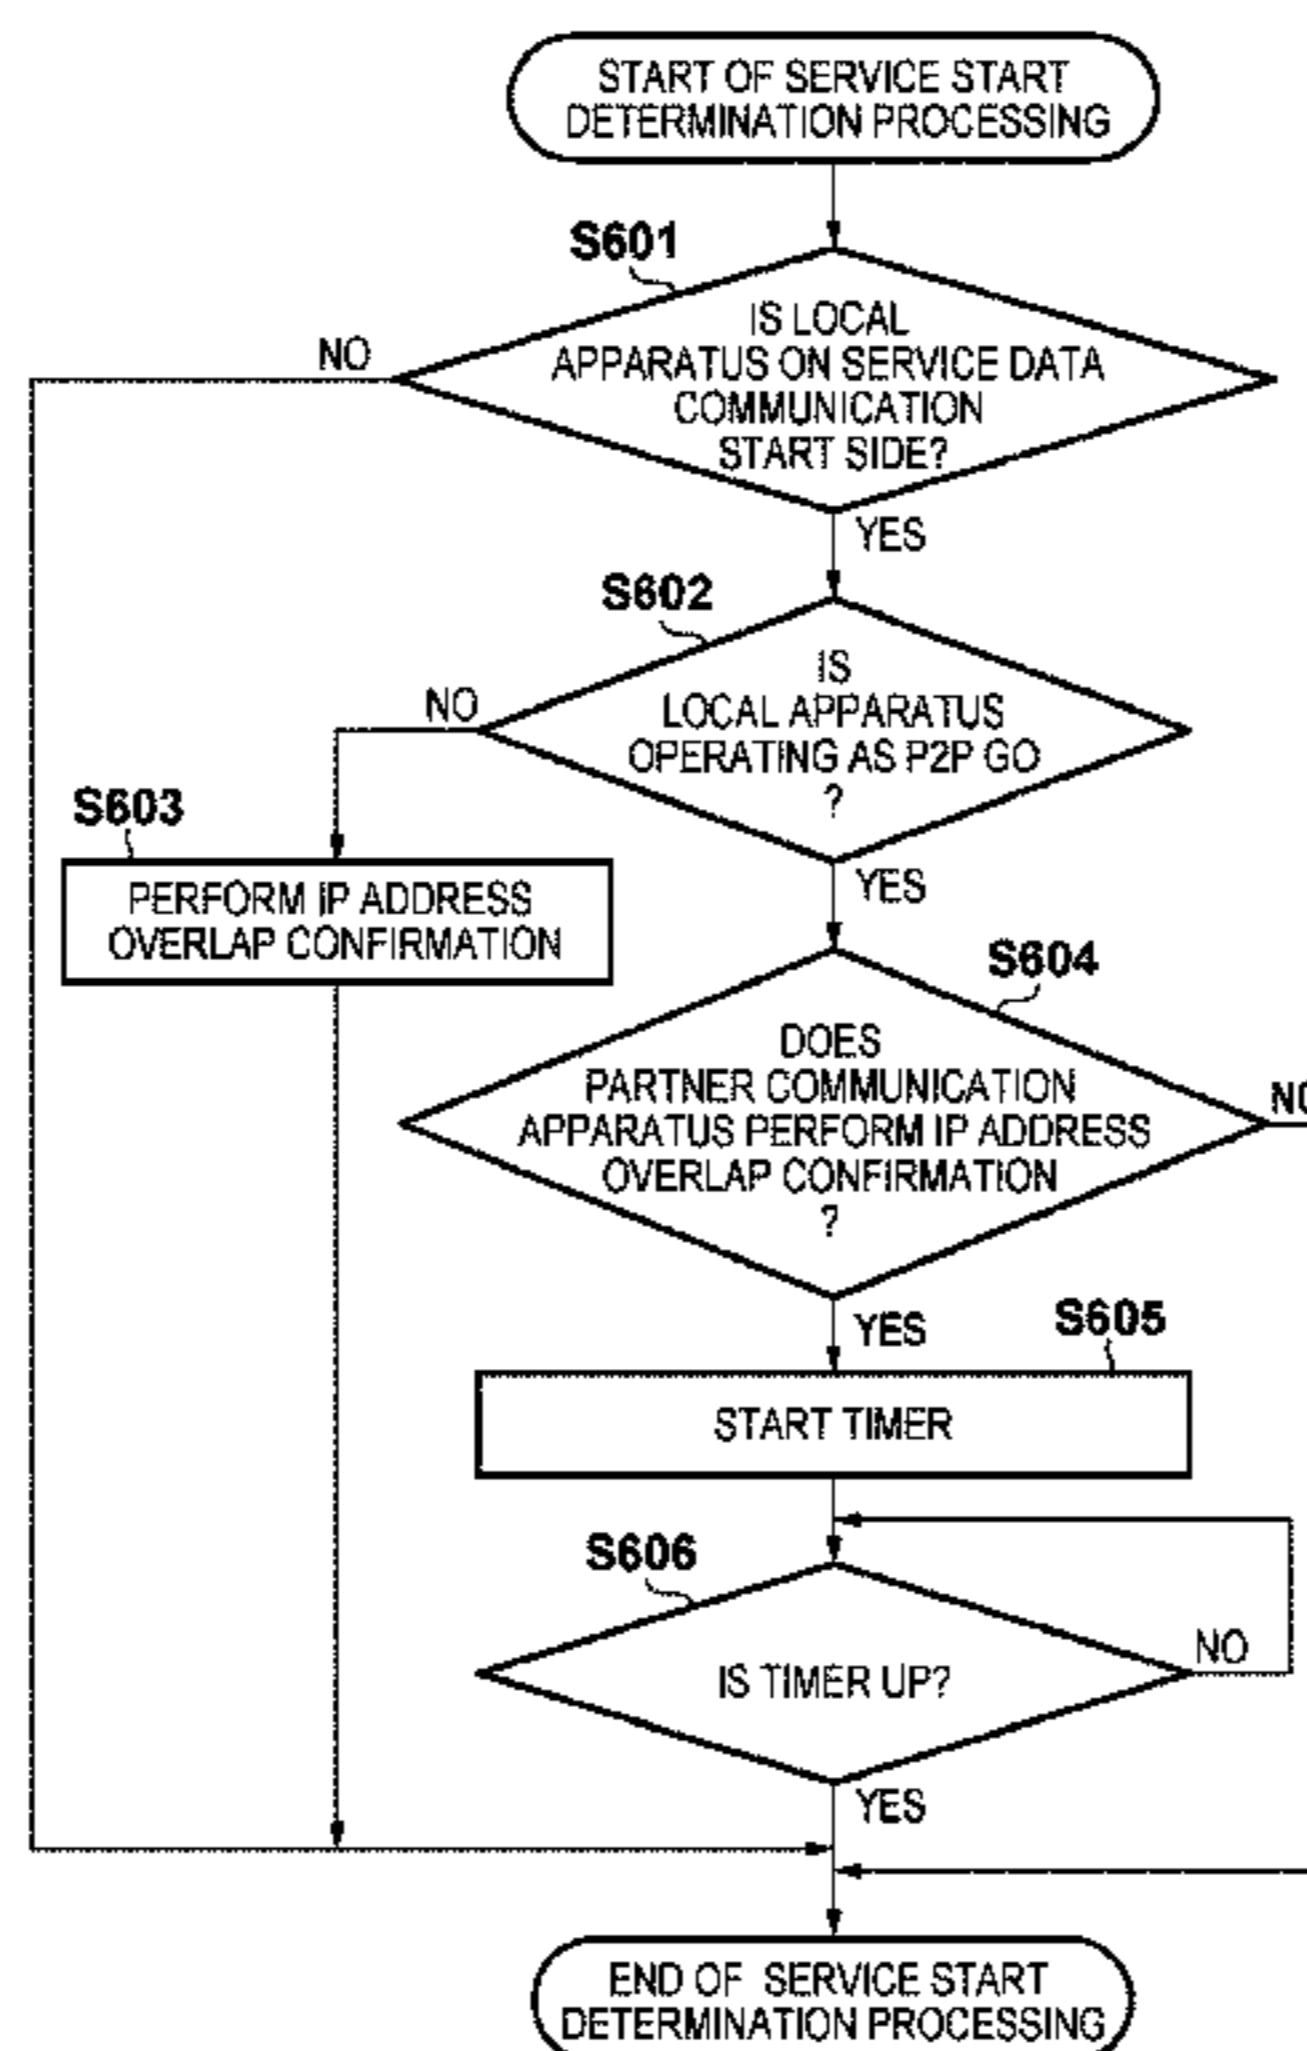 START OF SERVICE START
DETERMINATION PROCESSING
S601
IS LOCAL
APPARATUS ON SERVICE DATA
COMMUNICATION
START SIDE?
NO
YES
S602
IS
LOCAL APPARATUS
OPERATING AS P2P GO
?
NO
YES
S603
PERFORM IP ADDRESS
OVERLAP CONFIRMATION
S604
DOES
PARTNER COMMUNICATION
APPARATUS PERFORM IP ADDRESS
OVERLAP CONFIRMATION
?
NO
YES
S605
START TIMER
S606
IS TIMER UP?
NO
YES
END OF SERVICE START
DETERMINATION PROCESSING